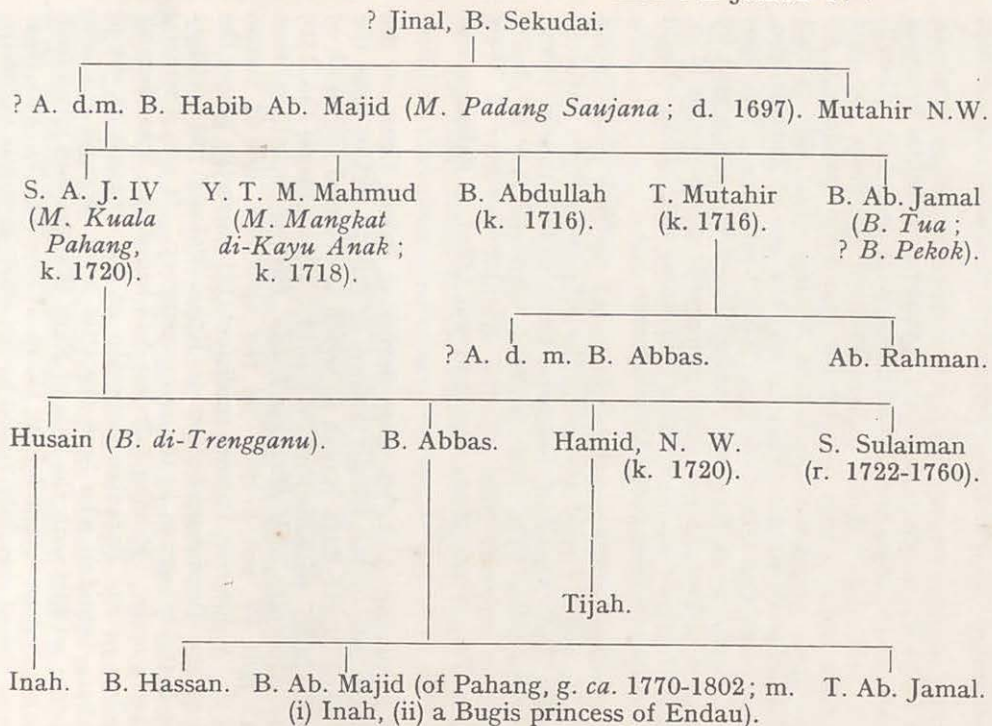 ? Jinal, B. Sekudai.
? A. d.m. B. Habib Ab. Majid (M. Padang Saujana; d. 1697). Mutahir N.W.
S. A. J. IV Y. T. M. Mahmud B. Abdullah T. Mutahir B. Ab. Jamal
(M. Kuala (M. Mangkat (k. 1716). (k. 1716). (B. Tua;
Pahang, di-Kayu Anak; ? B. Pekok).
k. 1720). k. 1718).
? A. d. m. B. Abbas. Ab. Rahman.
Husain (B. di-Trengganu). B. Abbas. Hamid, N. W. S. Sulaiman
(k. 1720). (r. 1722-1760).
Tijah.
Inah. B. Hassan. B. Ab. Majid (of Pahang, g. ca. 1770-1802; m. T. Ab. Jamal.
(i) Inah, (ii) a Bugis princess of Endau).